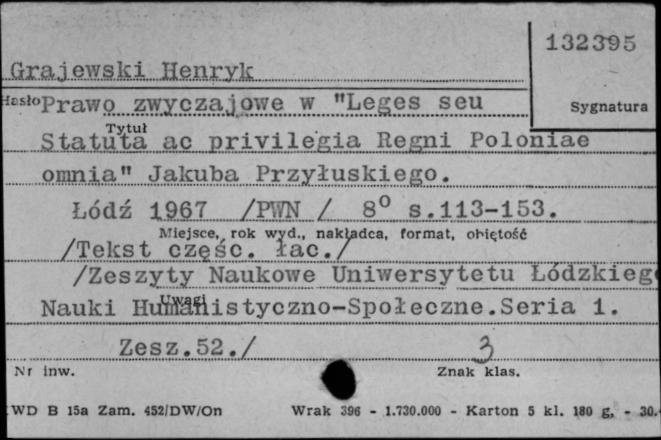 132395
Grajewski Henryk
Hasło Prawo zwyczajowe w "Leges seu
Sygnatura
Tytuł
Statuta ac privilegia Regni Poloniae
omnia" Jakuba Przyłuskiego.
Łódź 1967 /PWN / 8° s.113-153.
Miejsce, rok wyd., nakładca, format, objętość
/Tekst częśc. łac./
/Zeszyty Naukowe Uniwersytetu Łódzkieg
Uwagi
Nauki Humanistyczno-Społeczne.Seria 1.
Zesz.52./ 3
Nr inw. Znak klas.
WD B 15a Zam. 452/DW/On Wrak 396 - 1.730.000 - Karton 5 kl. 180 g, - 30.